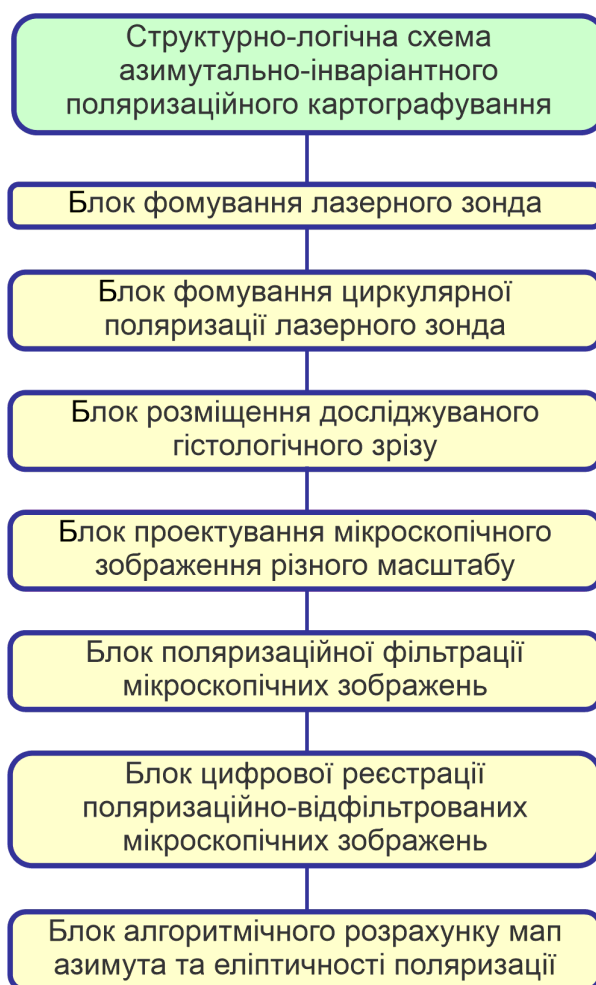 Структурно-логічна схема
азимутально-інваріантного
поляризаційного картографування
Блок фомування лазерного зонда
Блок фомування циркулярної
поляризації лазерного зонда
Блок розміщення досліджуваного
гістологічного зрізу
Блок проектування мікроскопічного
зображення різного масштабу
Блок поляризаційної фільтрації
мікроскопічних зображень
Блок цифрової реєстрації
поляризаційно-відфільтрованих
мікроскопічних зображень
Блок алгоритмічного розрахунку мап
азимута та еліптичності поляризації